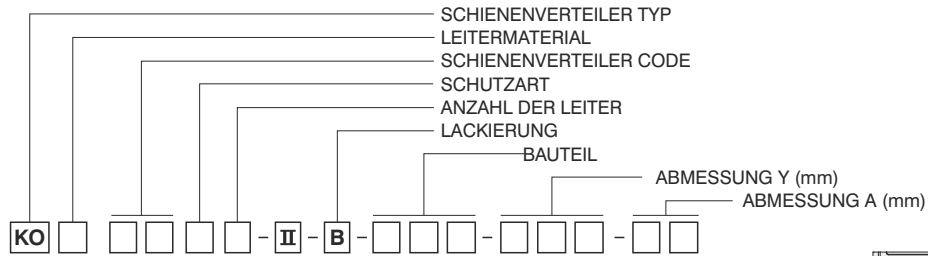 SCHIENENVERTEILER TYP
LEITERMATERIAL
SCHIENENVERTEILER CODE
SCHUTZART
ANZAHL DER LEITER
LACKIERUNG
BAUTEIL
ABMESSUNG Y (mm)
ABMESSUNG A (mm)
KO - II - B - - -